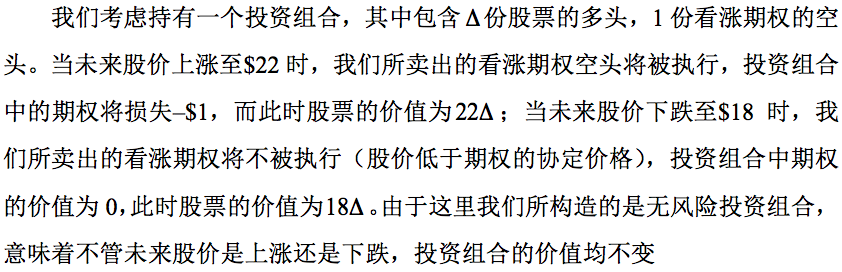 我们考虑持有一个投资组合，其中包含 Δ份股票的多头，1 份看涨期权的空
头。当未来股价上涨至$22 时，我们所卖出的看涨期权空头将被执行，投资组合
中的期权将损失–$1，而此时股票的价值为22Δ；当未来股价下跌至$18 时，我
们所卖出的看涨期权将不被执行（股价低于期权的协定价格），投资组合中期权
的价值为 0,此时股票的价值为18Δ。由于这里我们所构造的是无风险投资组合，
意味着不管未来股价是上涨还是下跌，投资组合的价值均不变